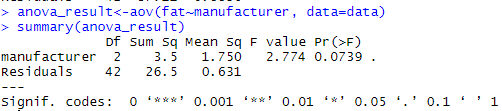 > anova_result<-aov(fat~manufacturer, data=data)
> summary(anova_result)
             Df Sum Sq Mean Sq F value Pr(>F)
manufacturer  2    3.5   1.750   2.774 0.0739 .
Residuals    42   26.5   0.631
---
Signif. codes:  0 ‘***’ 0.001 ‘**’ 0.01 ‘*’ 0.05 ‘.’ 0.1 ‘ ’ 1